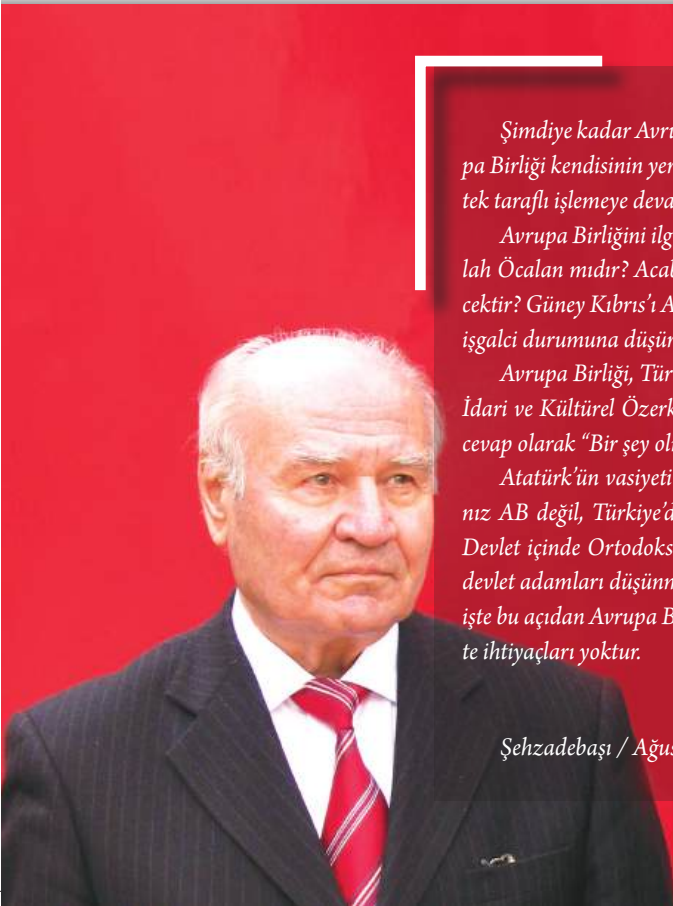 Şimdiye kadar Avru
pa Birliği kendisinin yer
tek taraflı işlemeye deva
Avrupa Birliğini ilg
lah Öcalan mıdır? Acab
cektir? Güney Kıbrıs’ı A
işgalci durumuna düşür
Avrupa Birliği, Tür
İdari ve Kültürel Özerk
cevap olarak “Bir şey oli
Atatürk’ün vasiyeti
nız AB değil, Türkiye’d
Devlet içinde Ortodoks
devlet adamları düşünm
işte bu açıdan Avrupa B
te ihtiyaçları yoktur.
Şehzadebaşı / Ağus